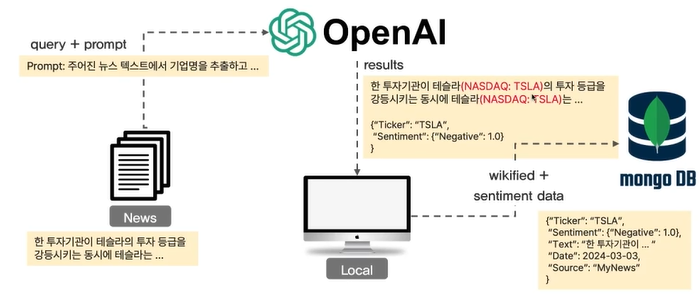 OpenAI
query + prompt
Prompt: 주어진 뉴스 텍스트에서 기업명을 추출하고 ...
results
한 투자기관이 테슬라(NASDAQ: TSLA)의 투자 등급을
강등시키는 동시에 테슬라(NASDAQ: TSLA)는 ...
{"Ticker": "TSLA",
"Sentiment": {"Negative": 1.0}
}
mongo DB
wikified +
sentiment data
News
한 투자기관이 테슬라의 투자 등급을
강등시키는 동시에 테슬라는 ...
Local
{"Ticker": "TSLA",
"Sentiment": {"Negative": 1.0},
"Text": "한 투자기관이 ... "
"Date": 2024-03-03,
"Source": "MyNews"
}